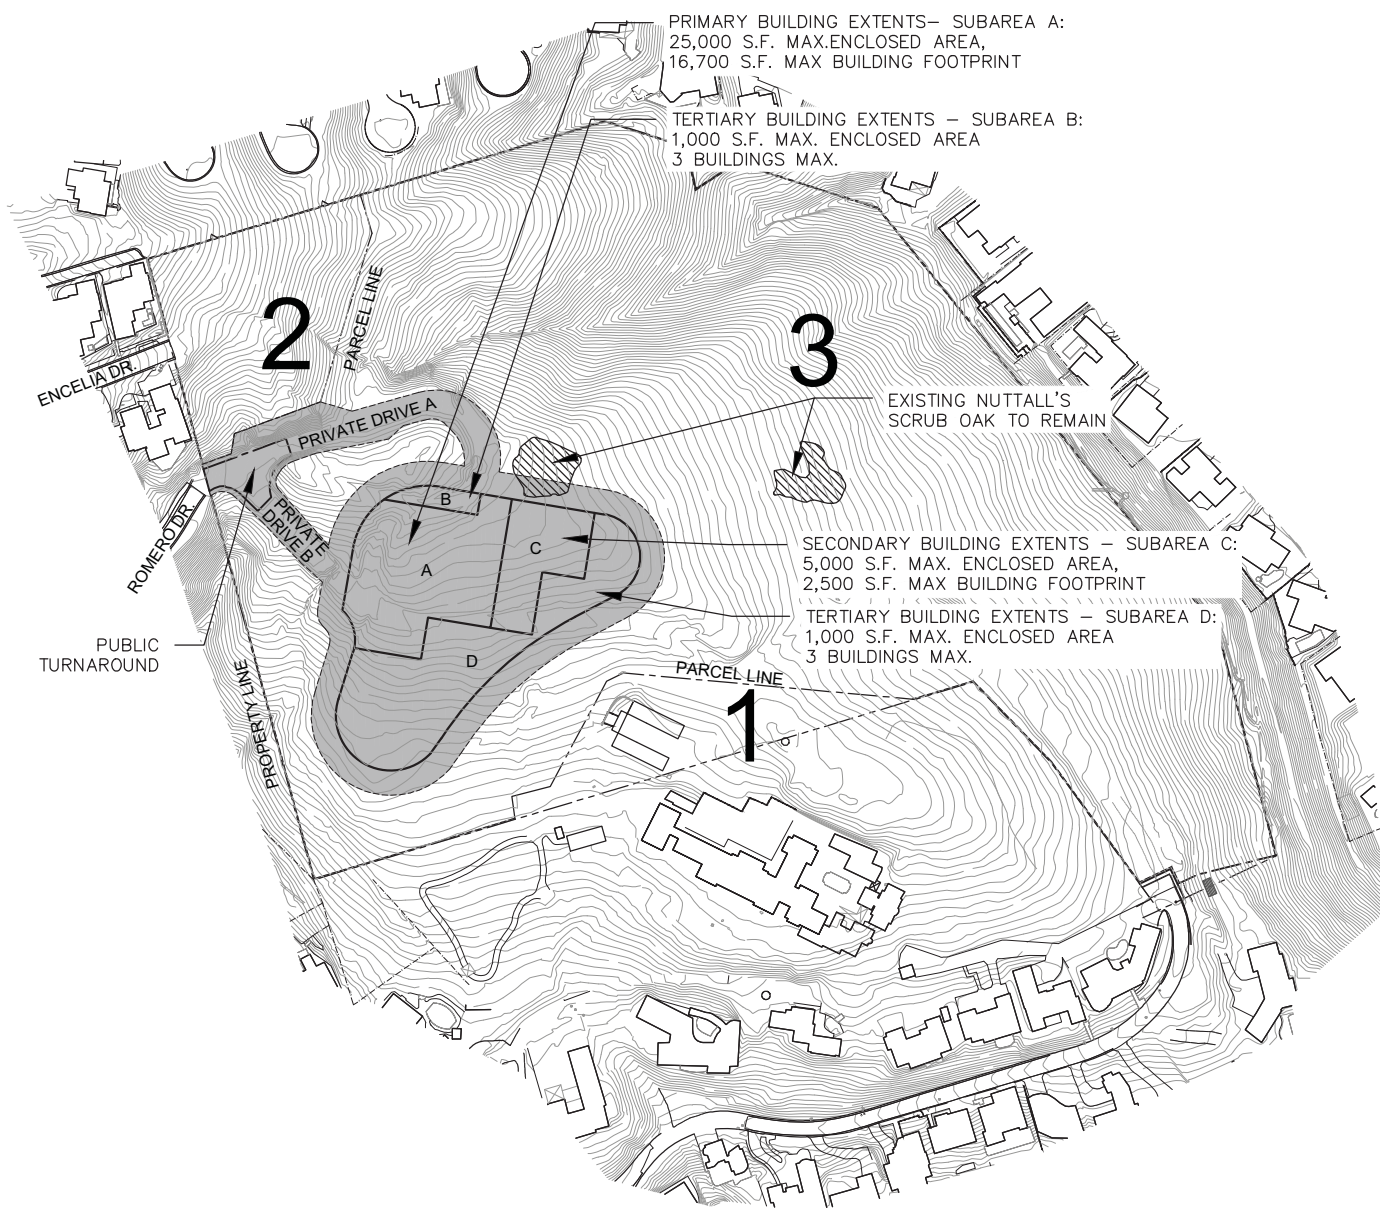 PRIMARY BUILDING EXTENTS– SUBAREA A:
25,000 S.F. MAX.ENCLOSED AREA,
16,700 S.F. MAX BUILDING FOOTPRINT
TERTIARY BUILDING EXTENTS – SUBAREA B:
1,000 S.F. MAX. ENCLOSED AREA
3 BUILDINGS MAX.
2
PARCEL LINE
3
ENCELIA DR.
EXISTING NUTTALL'S
SCRUB OAK TO REMAIN
PRIVATE DRIVE A
PRIVATE
DRIVE B
ROMERO DR.
B
C
A
D
SECONDARY BUILDING EXTENTS – SUBAREA C:
5,000 S.F. MAX. ENCLOSED AREA,
2,500 S.F. MAX BUILDING FOOTPRINT
TERTIARY BUILDING EXTENTS – SUBAREA D:
1,000 S.F. MAX. ENCLOSED AREA
3 BUILDINGS MAX.
PUBLIC
TURNAROUND
PROPERTY LINE
PARCEL LINE
1